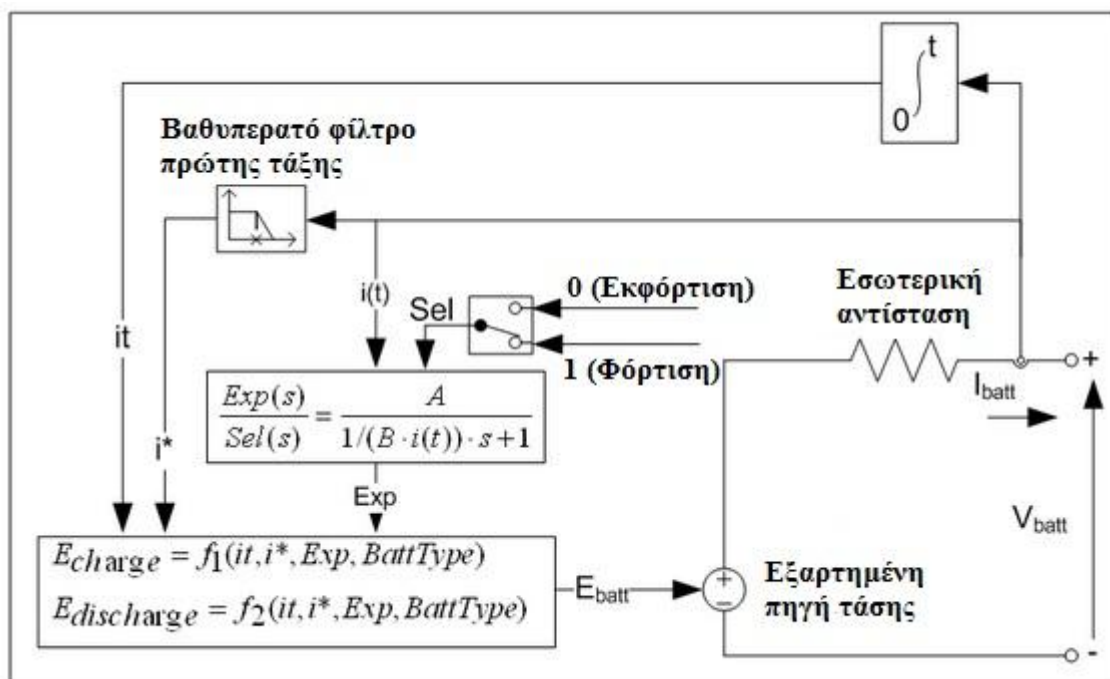 t
0
Βαθυπερατό φίλτρο
πρώτης τάξης
it
i*
i(t)
Sel
0 (Εκφόρτιση)
1 (Φόρτιση)
Εσωτερική
αντίσταση
I_batt
+
Exp(s)/Sel(s) = A/(1/(B·i(t))·s+1)
Exp
V_batt
E_charge = f_1(it,i*,Exp,BattType)
E_discharge = f_2(it,i*,Exp,BattType)
E_batt
+
−
Εξαρτημένη
πηγή τάσης
-